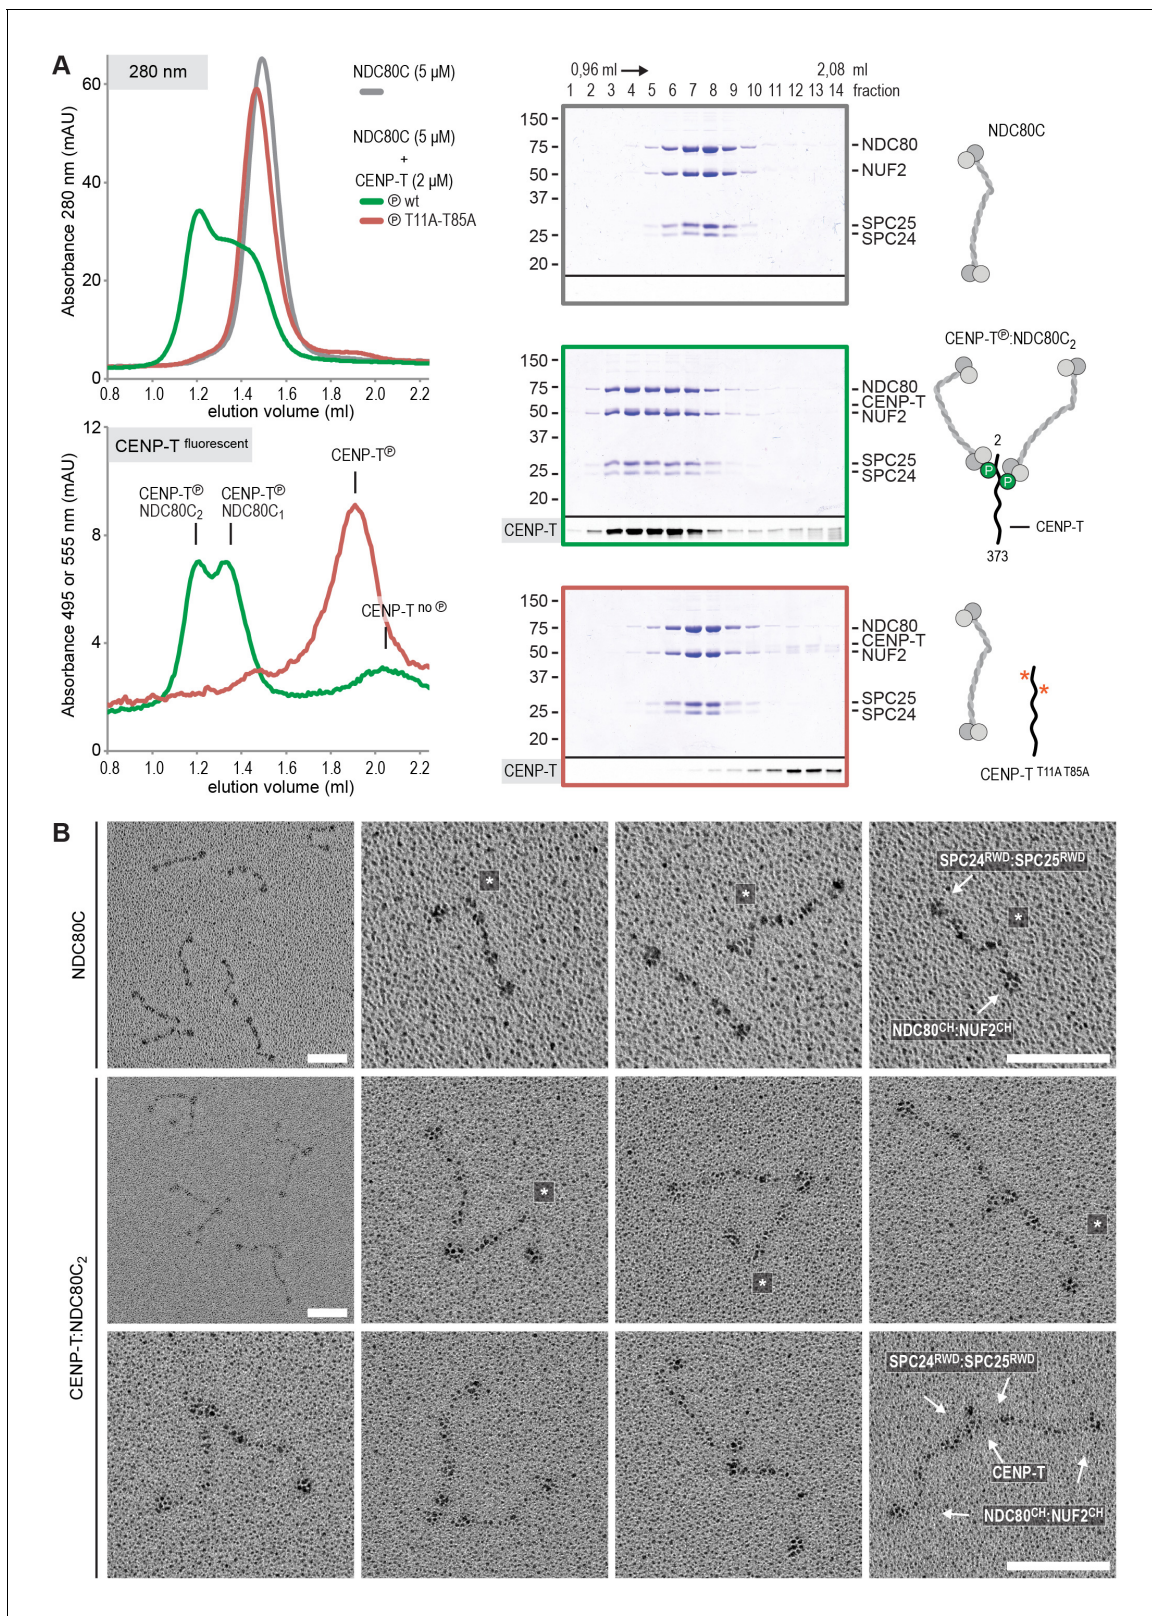 A
280 nm
NDC80C (5 μM)
NDC80C (5 μM)
+
CENP-T (2 μM)
Ⓟ wt
Ⓟ T11A-T85A
Absorbance 280 nm (mAU)
60
40
20
0
0.8 1.0 1.2 1.4 1.6 1.8 2.0 2.2
elution volume (ml)
CENP-T fluorescent
CENP-TⓅ
CENP-TⓅ NDC80C2
CENP-TⓅ NDC80C1
CENP-T no Ⓟ
Absorbance 495 or 555 nm (mAU)
12
8
4
0
0.8 1.0 1.2 1.4 1.6 1.8 2.0 2.2
elution volume (ml)
0,96 ml 2,08 ml
1 2 3 4 5 6 7 8 9 10 11 12 13 14 fraction
150
75
50
37
25
20
NDC80
NUF2
SPC25
SPC24
NDC80C
150
75
50
37
25
20
CENP-T
NDC80
CENP-T
NUF2
SPC25
SPC24
CENP-TⓅ:NDC80C2
2
P
P
CENP-T
373
150
75
50
37
25
20
CENP-T
NDC80
CENP-T
NUF2
SPC25
SPC24
* *
CENP-T T11A T85A
B
NDC80C
*
*
*
SPC24RWD:SPC25RWD
NDC80CH:NUF2CH
CENP-T:NDC80C2
*
*
*
SPC24RWD:SPC25RWD
CENP-T
NDC80CH:NUF2CH